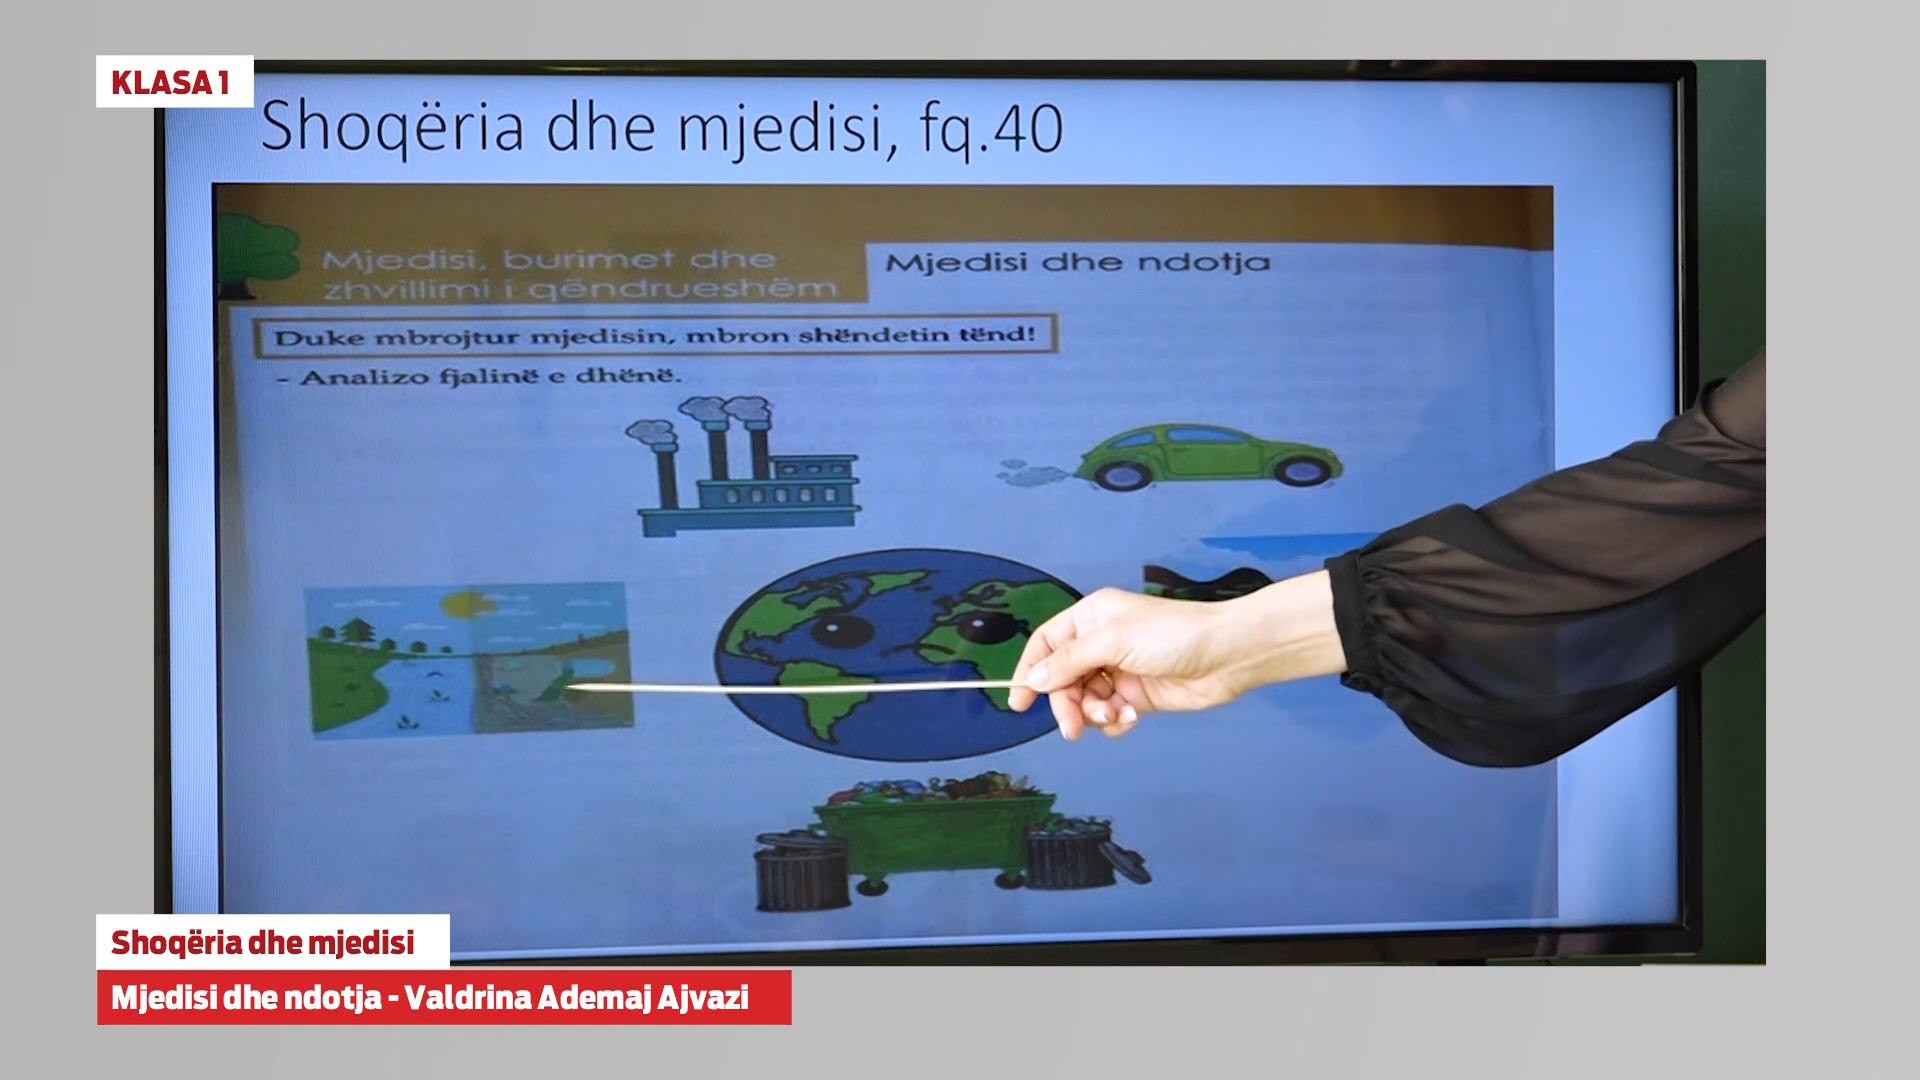 KLASA 1
Shoqëria dhe mjedisi, fq.40
Mjedisi, burimet dhe
zhvillimi i qëndrueshëm
Mjedisi dhe ndotja
Duke mbrojtur mjedisin, mbron shëndetin tënd!
- Analizo fjalinë e dhënë.
Shoqëria dhe mjedisi
Mjedisi dhe ndotja - Valdrina Ademaj Ajvazi